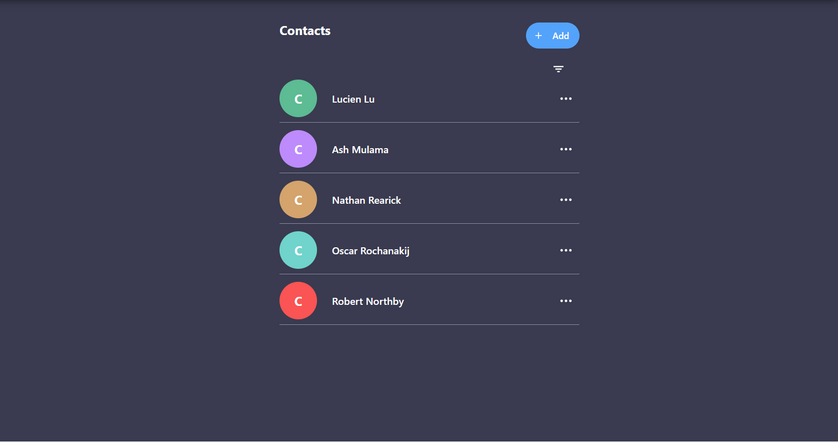 Contacts
+ Add
C Lucien Lu ...
C Ash Mulama ...
C Nathan Rearick ...
C Oscar Rochanakij ...
C Robert Northby ...